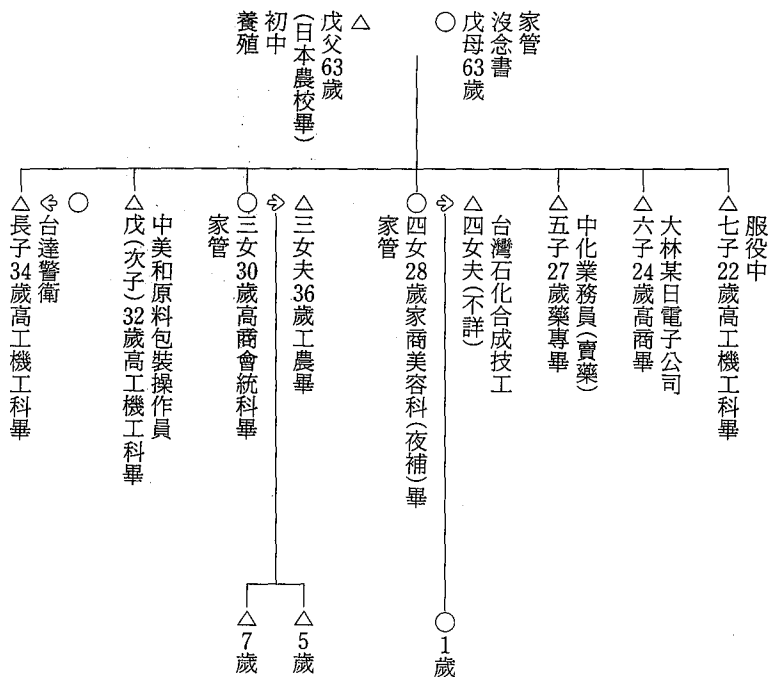 家管
沒念書
○戊母63歲
△
戊父63歲
(日本農校畢)
初中
養殖
服役中
△七子22歲高工機工科畢
大林某日電子公司
△六子24歲高商畢
中化業務員(賣藥)
△五子27歲藥專畢
台灣石化合成技工
△四女夫(不詳)
○四女28歲家商美容科(夜補)畢
家管
△三女夫36歲工農畢
○三女30歲高商會統科畢
家管
中美和原料包裝操作員
△戊(次子)32歲高工機工科畢
○
台達警衛
△長子34歲高工機工科畢
○1歲
△5歲
△7歲